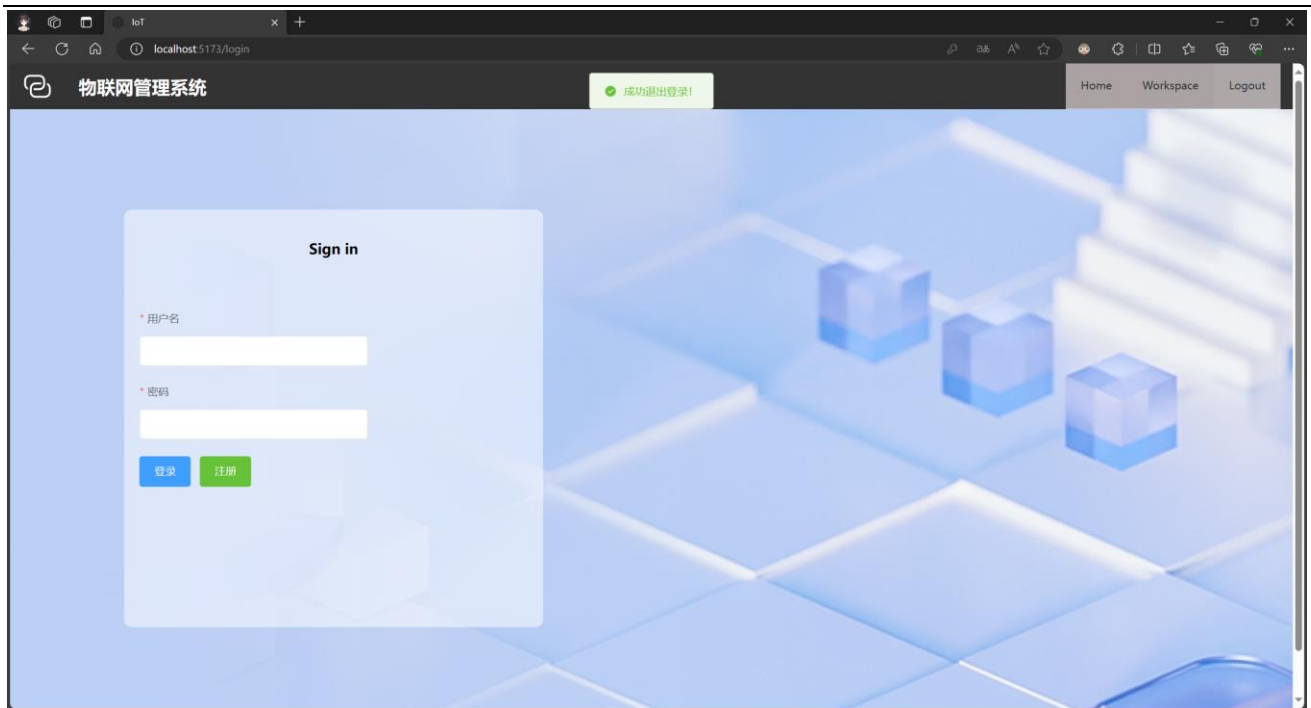 IoT
localhost:5173/login
物联网管理系统
成功退出登录!
Home Workspace Logout
Sign in
* 用户名
* 密码
登录 注册